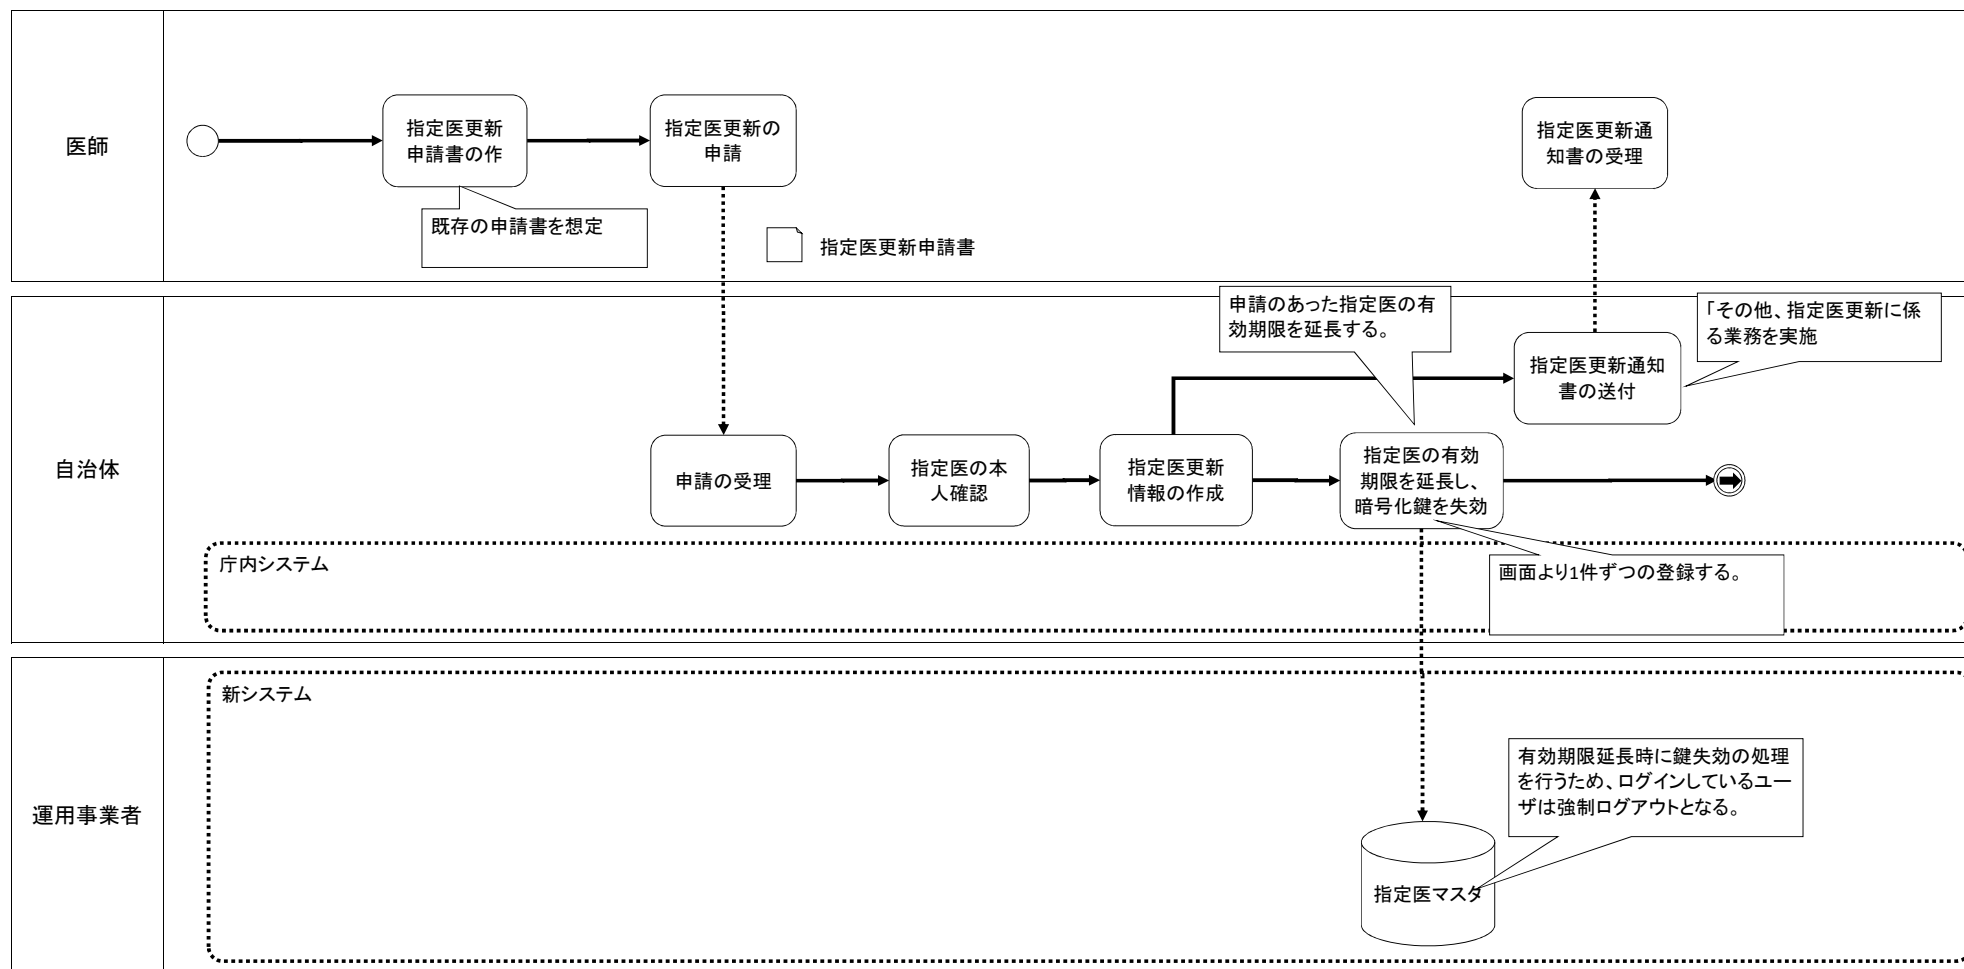 医師
指定医更新
申請書の作
指定医更新の
申請
指定医更新通
知書の受理
既存の申請書を想定
指定医更新申請書
自治体
申請のあった指定医の有
効期限を延長する。
「その他、指定医更新に係
る業務を実施
指定医更新通知
書の送付
申請の受理
指定医の本
人確認
指定医更新
情報の作成
指定医の有効
期限を延長し、
暗号化鍵を失効
庁内システム
画面より1件ずつの登録する。
運用事業者
新システム
有効期限延長時に鍵失効の処理
を行うため、ログインしているユー
ザは強制ログアウトとなる。
指定医マスタ